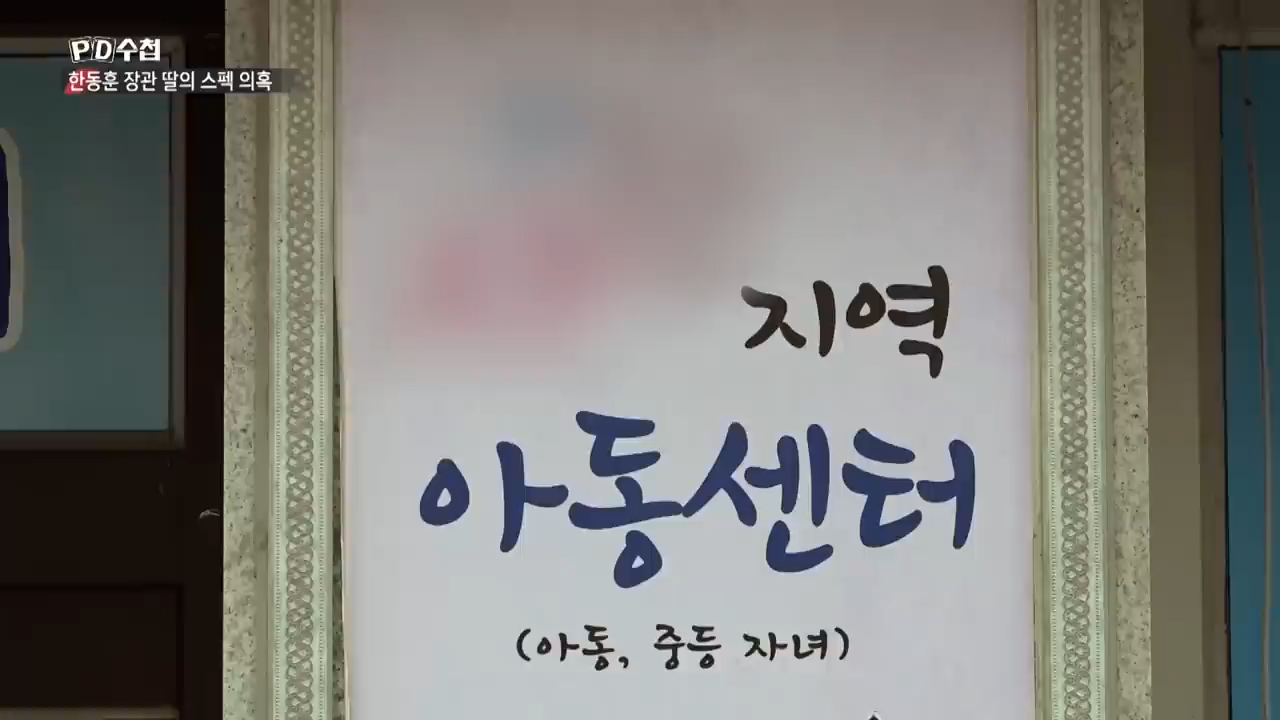 PD수첩
한동훈 장관 딸의 스펙 의혹
지역
아동센터
(아동, 중등 자녀)